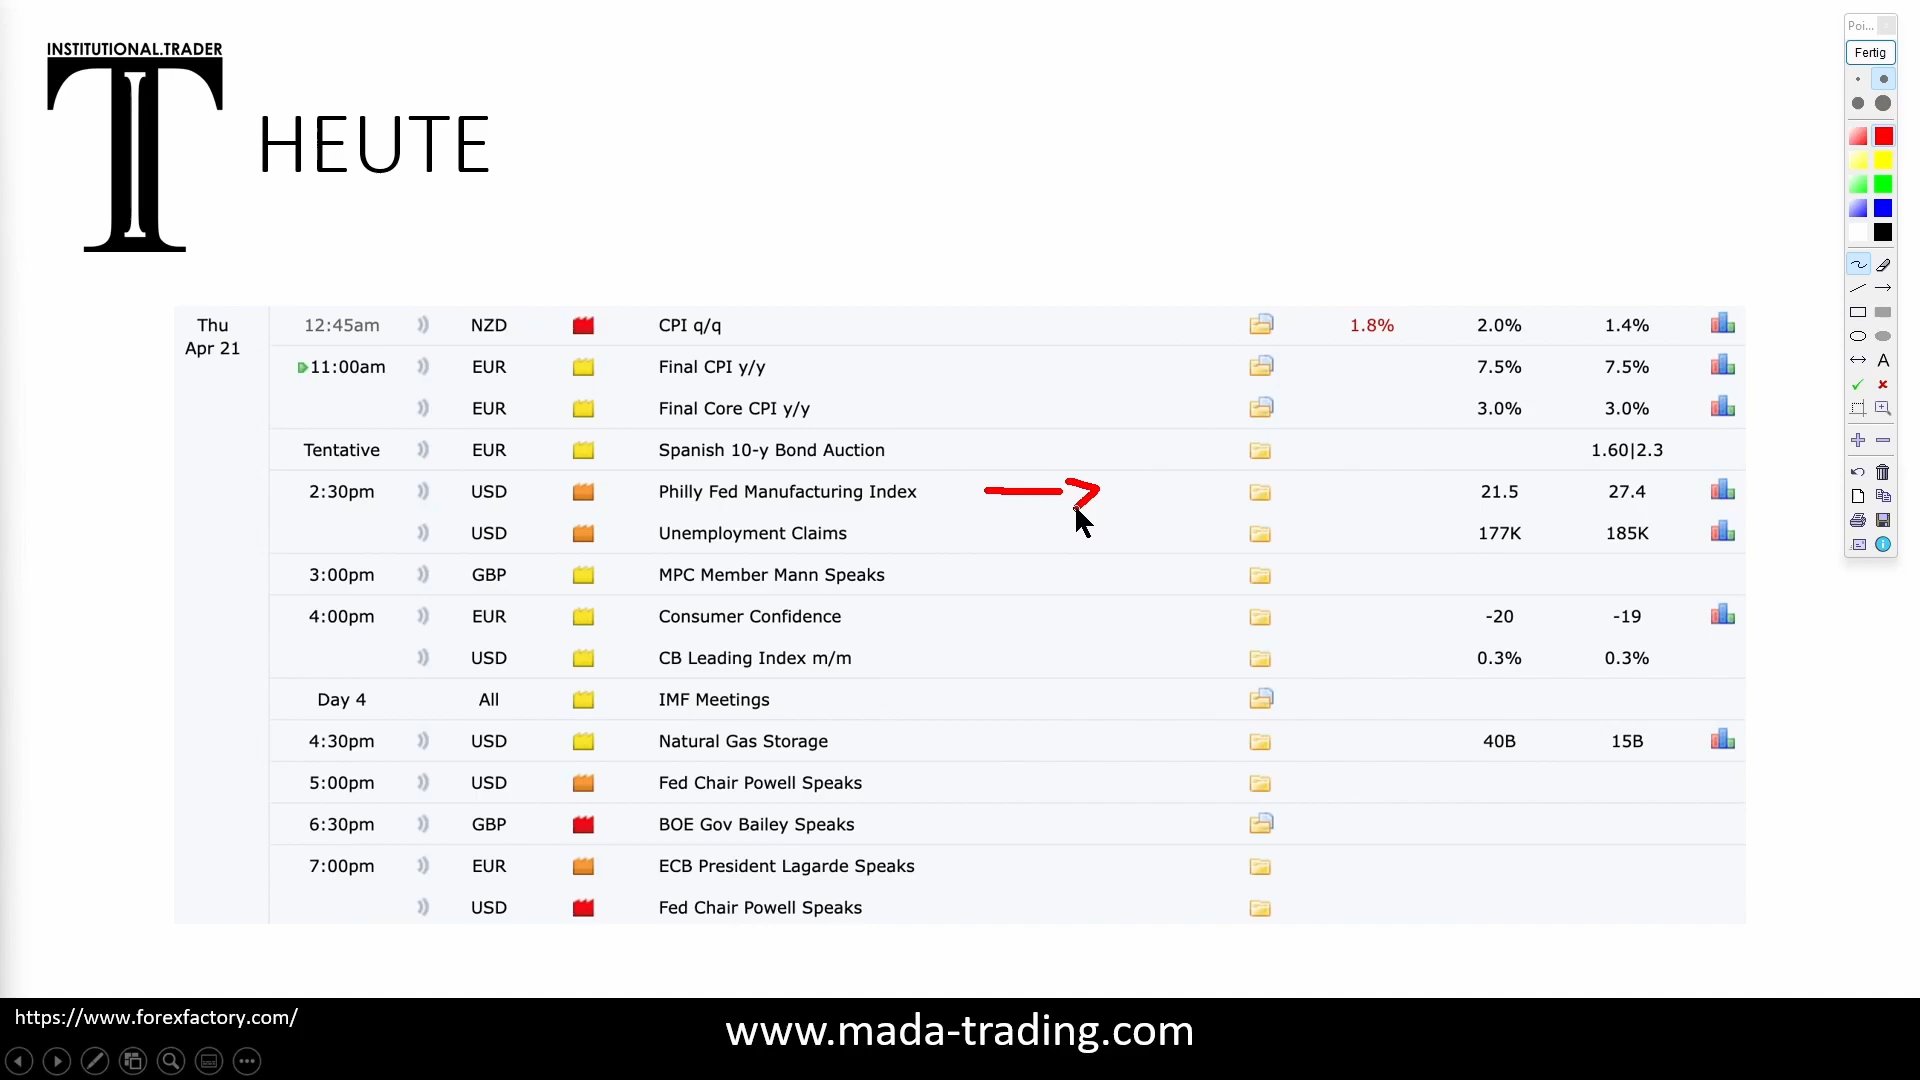 INSTITUTIONAL.TRADER
HEUTE
Poi...
Fertig
A
Thu Apr 21
12:45am NZD CPI q/q 1.8% 2.0% 1.4%
11:00am EUR Final CPI y/y 7.5% 7.5%
EUR Final Core CPI y/y 3.0% 3.0%
Tentative EUR Spanish 10-y Bond Auction 1.60|2.3
2:30pm USD Philly Fed Manufacturing Index 21.5 27.4
USD Unemployment Claims 177K 185K
3:00pm GBP MPC Member Mann Speaks
4:00pm EUR Consumer Confidence -20 -19
USD CB Leading Index m/m 0.3% 0.3%
Day 4 All IMF Meetings
4:30pm USD Natural Gas Storage 40B 15B
5:00pm USD Fed Chair Powell Speaks
6:30pm GBP BOE Gov Bailey Speaks
7:00pm EUR ECB President Lagarde Speaks
USD Fed Chair Powell Speaks
https://www.forexfactory.com/
www.mada-trading.com